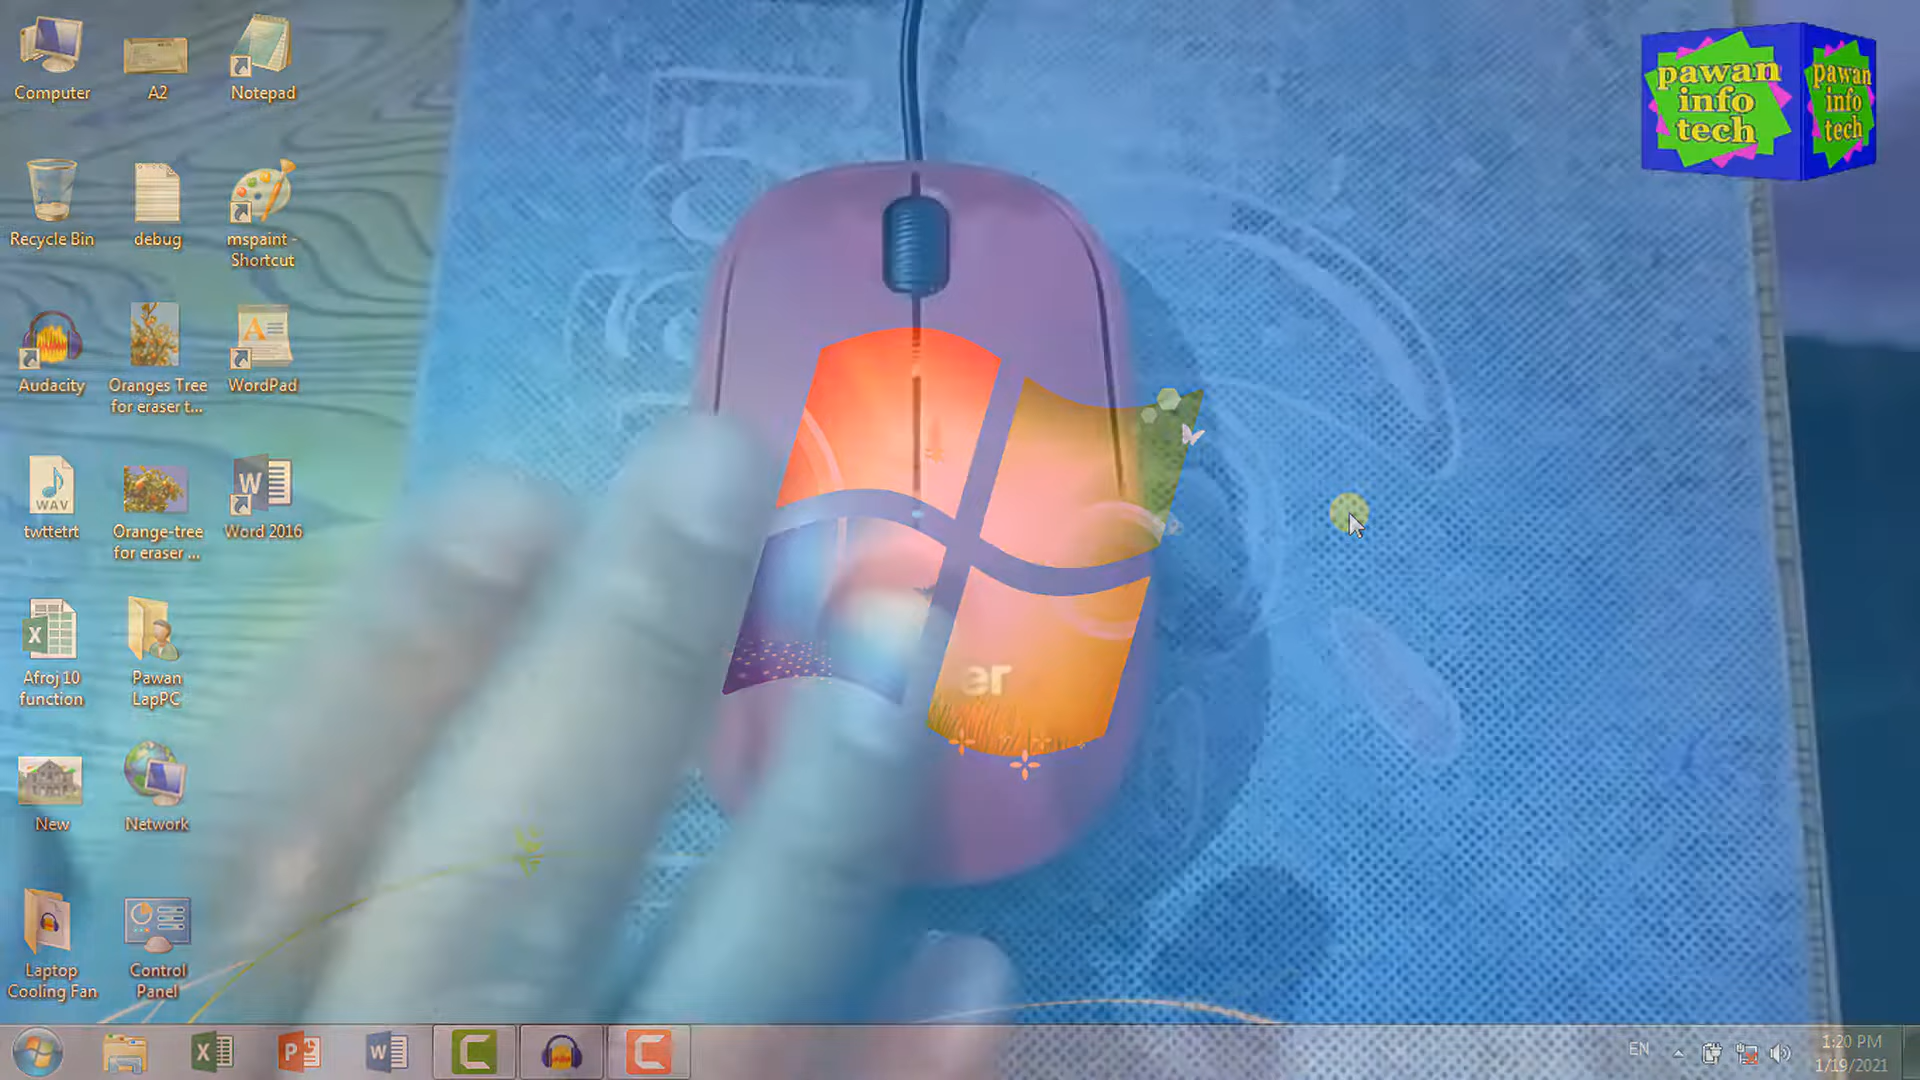 Computer
A2
Notepad
Recycle Bin
debug
mspaint -
Shortcut
Audacity
Oranges Tree
for eraser t...
WordPad
WAV
twttetrt
Orange-tree
for eraser ...
W
Word 2016
X
Afroj 10
function
Pawan
LapPC
New
Network
Laptop
Cooling Fan
Control
Panel
er
pawan
info
tech
pawan
info
tech
EN
1:20 PM
1/19/2021